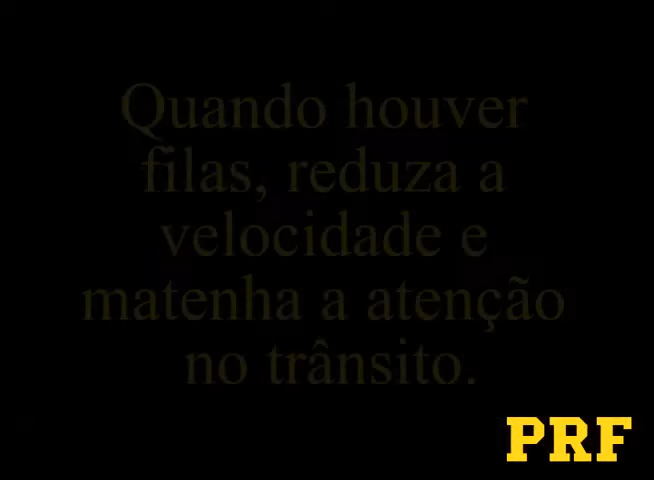 Quando houver
filas, reduza a
velocidade e
matenha a atenção
no trânsito.
PRF